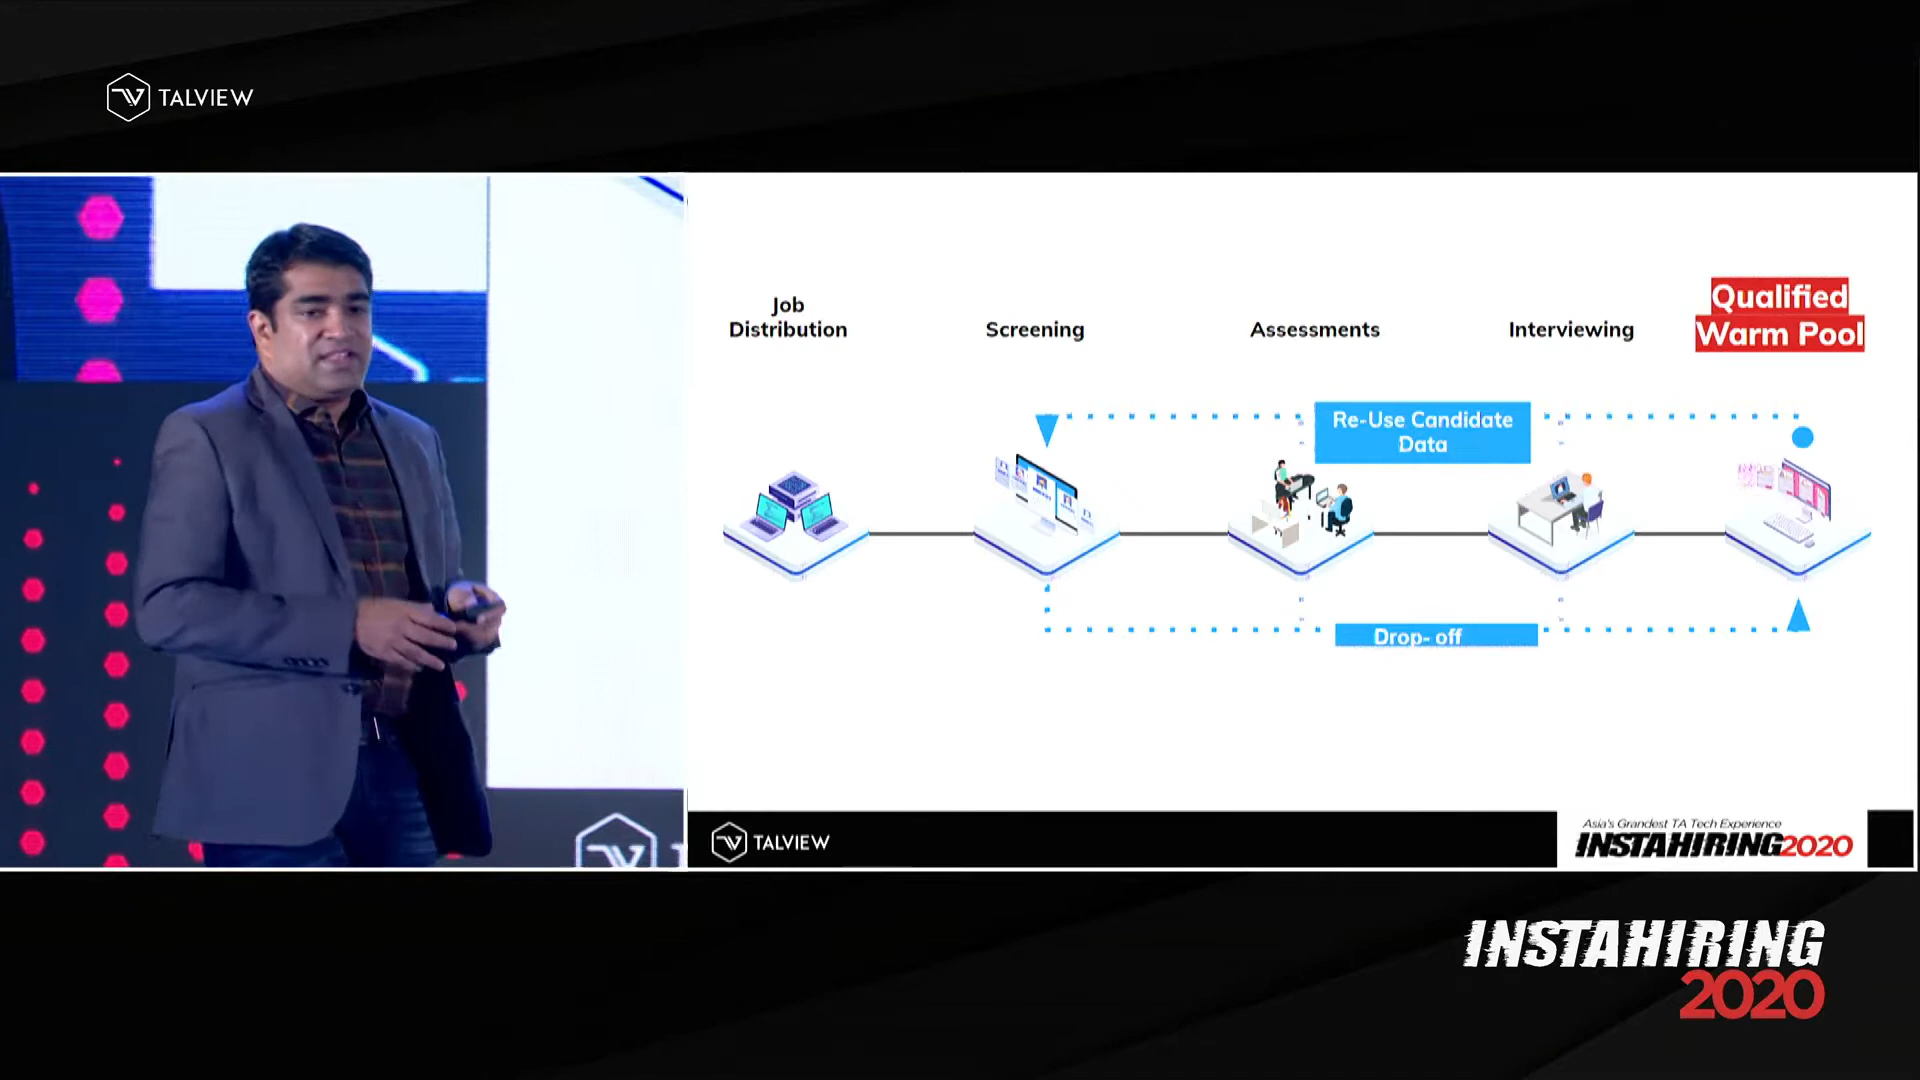 TALVIEW
Job
Distribution
Screening
Assessments
Interviewing
Qualified
Warm Pool
Re-Use Candidate
Data
Drop- off
TALVIEW
Asia's Grandest TA Tech Experience
INSTAHIRING2020
INSTAHIRING
2020